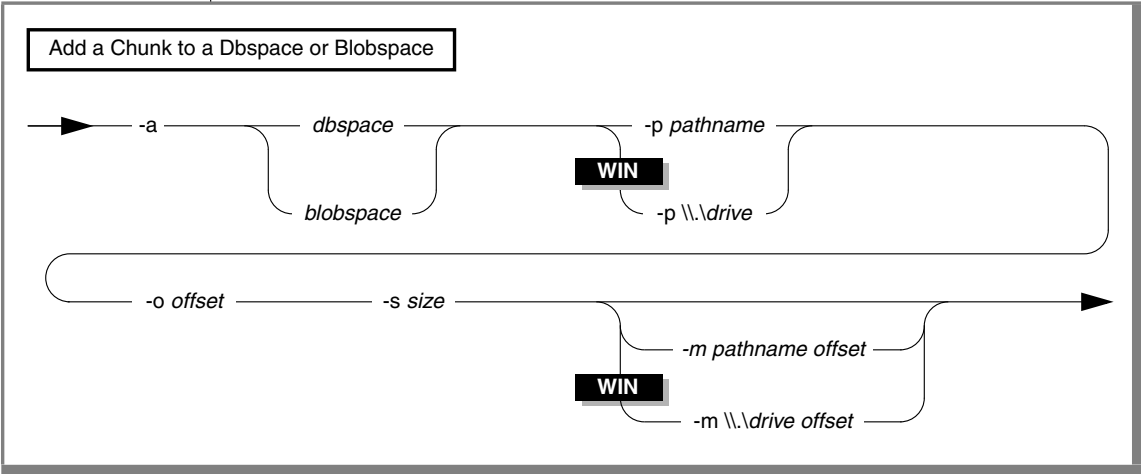 Add a Chunk to a Dbspace or Blobspace
-a dbspace -p pathname
WIN
blobspace -p \\.\drive
-o offset -s size
-m pathname offset
WIN
-m \\.\drive offset